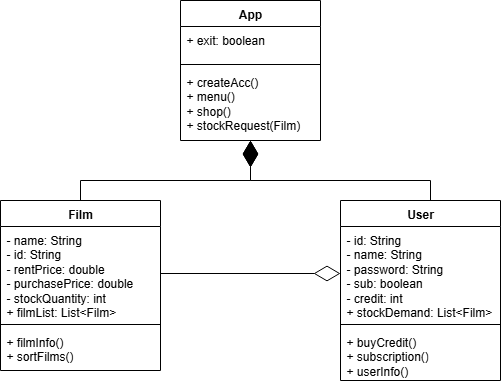 App
+ exit: boolean
+ createAcc()
+ menu()
+ shop()
+ stockRequest(Film)
Film
- name: String
- id: String
- rentPrice: double
- purchasePrice: double
- stockQuantity: int
+ filmList: List<Film>
+ filmInfo()
+ sortFilms()
User
- id: String
- name: String
- password: String
- sub: boolean
- credit: int
+ stockDemand: List<Film>
+ buyCredit()
+ subscription()
+ userInfo()